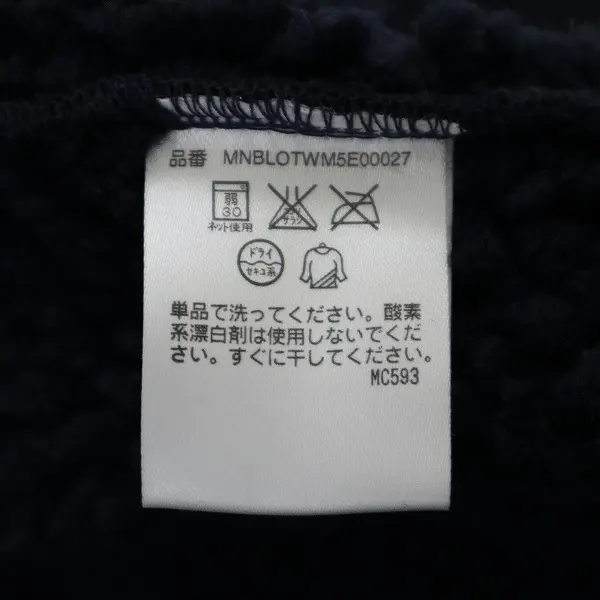 品番 MNBLOTWM5E00027
弱
30
ネット使用
エンソ
サラシ
ドライ
セキユ系
単品で洗ってください。酸素
系漂白剤は使用しないでくだ
さい。すぐに干してください。
MC593